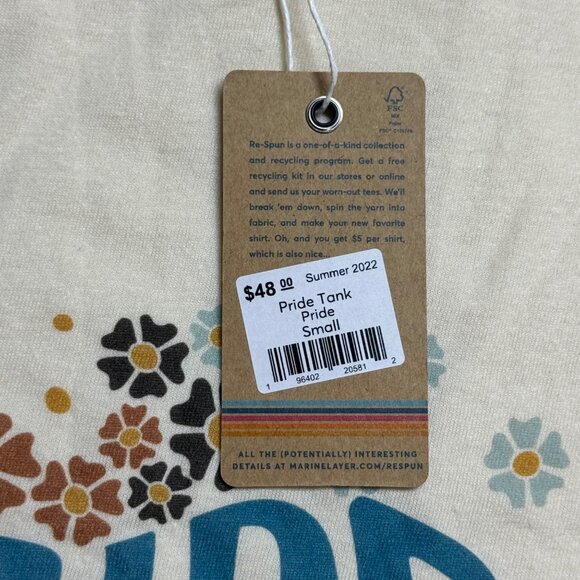 FSC
MIX
Paper
Re-Spun is a one-of-a-kind collection
and recycling program. Get a free
recycling kit in our stores or online
and send us your worn-out tees. We'll
break 'em down, spin the yarn into
fabric, and make your new favorite
shirt. Oh, and you get $5 per shirt,
which is also nice...
$48 00 Summer 2022
Pride Tank
Pride
Small
1 96402 20581 2
ALL THE (POTENTIALLY) INTERESTING
DETAILS AT MARINELAYER.COM/RESPUN